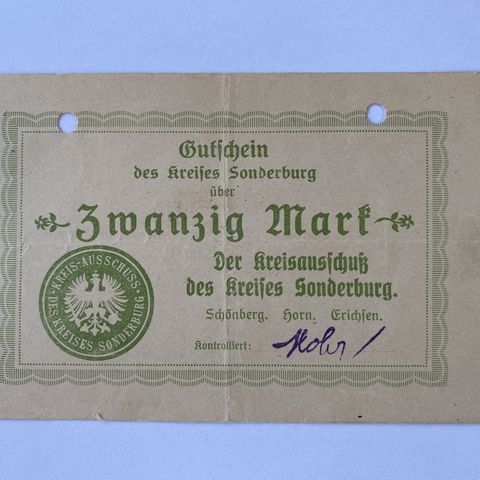 Gutschein
des Kreises Sonderburg
über
Zwanzig Mark
Der Kreisausschuß
des Kreises Sonderburg.
Schönberg. Horn. Erichsen.
Kontrolliert:
KREIS-AUSSCHUSS
DES KREISES SONDERBURG